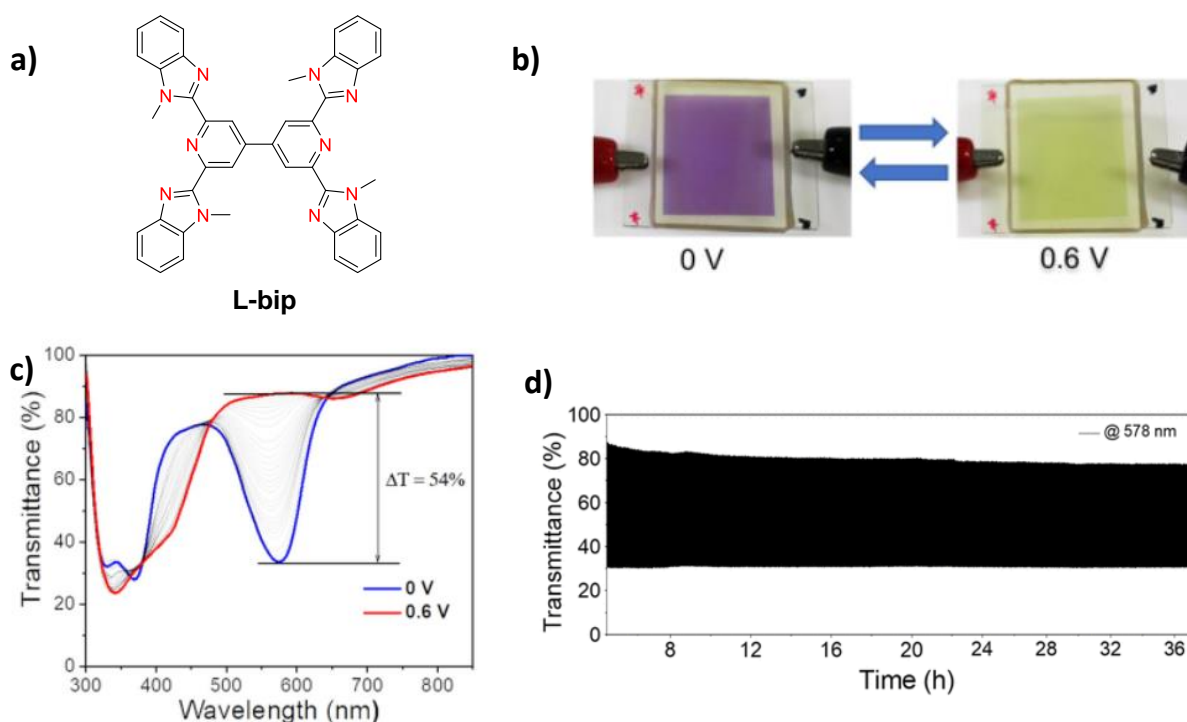 a)
N
N
N
N
N
N
N
N
N
N
L-bip
b)
0 V
0.6 V
c)
100
80
60
40
20
0
Transmittance (%)
ΔT = 54%
0 V
0.6 V
300 400 500 600 700 800
Wavelength (nm)
d)
100
80
60
40
20
0
Transmittance (%)
@ 578 nm
8 12 16 20 24 28 32 36
Time (h)